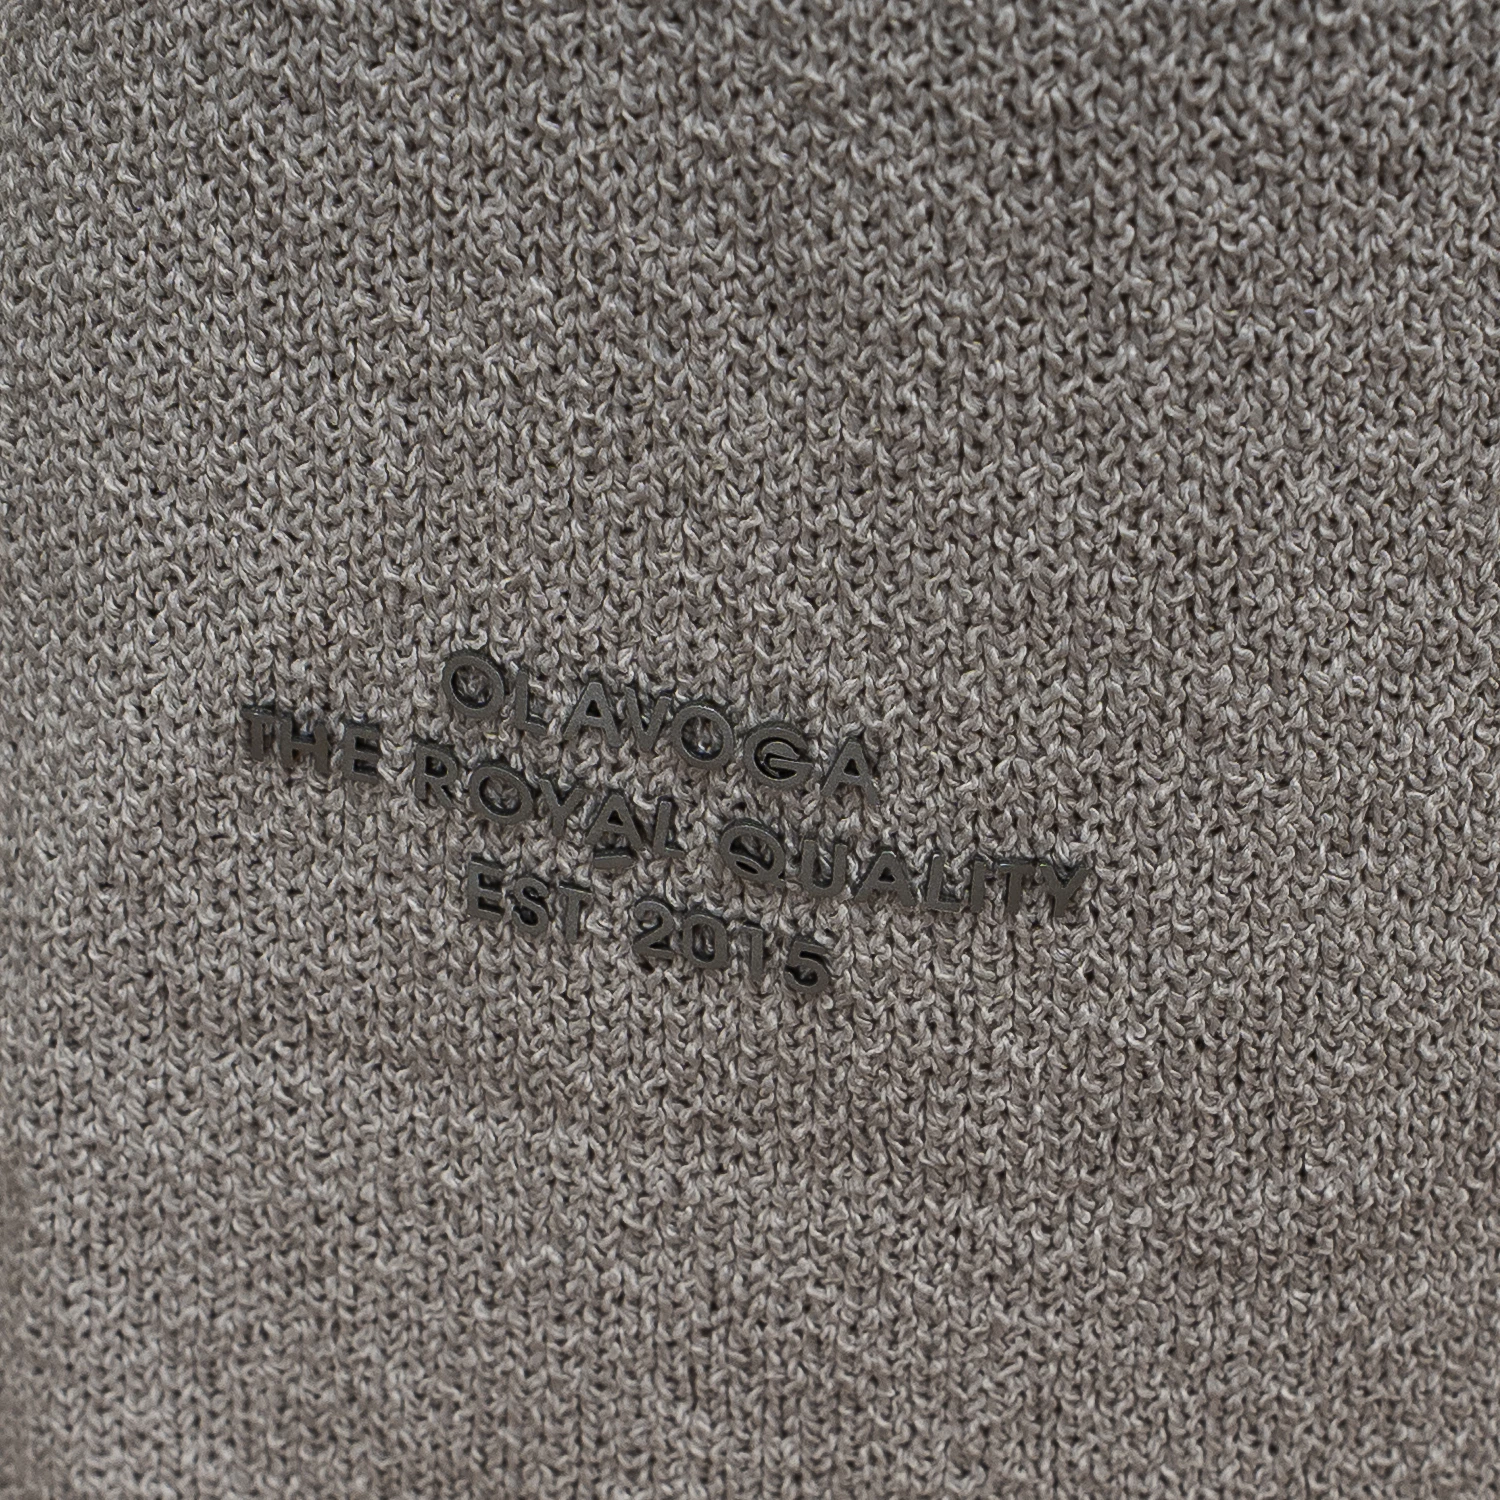 OLAVOGA
THE ROYAL QUALITY
EST 2015